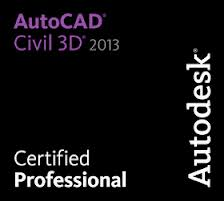 AutoCAD®
Civil 3D® 2013
Certified
Professional
Autodesk®